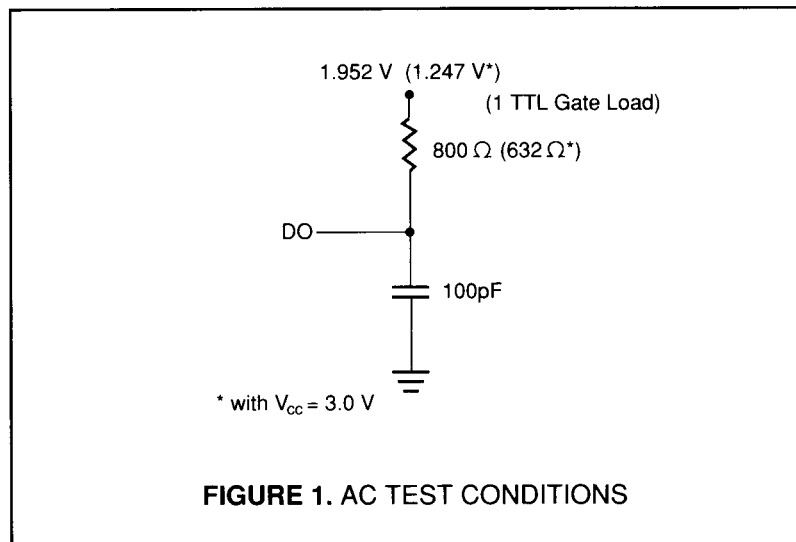 1.952 V (1.247 V*)
(1 TTL Gate Load)
800 Ω (632 Ω*)
DO
100pF
* with Vcc = 3.0 V
FIGURE 1. AC TEST CONDITIONS